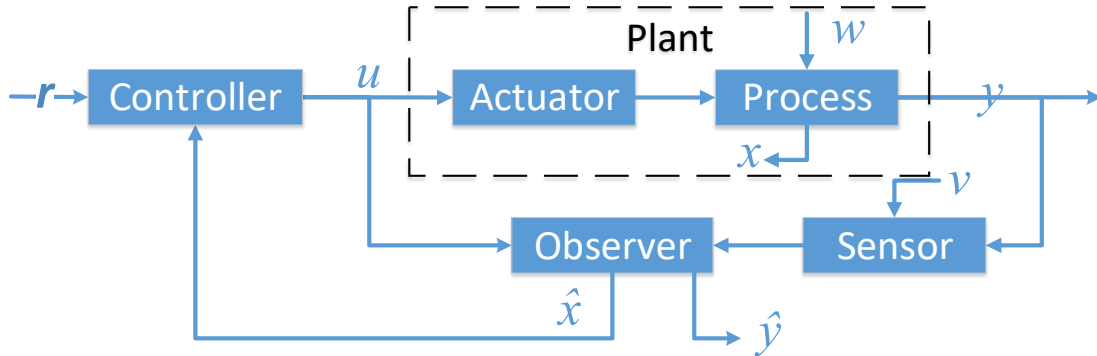 Plant
w
r
Controller
u
Actuator
Process
y
x
v
Observer
Sensor
x̂
ŷ